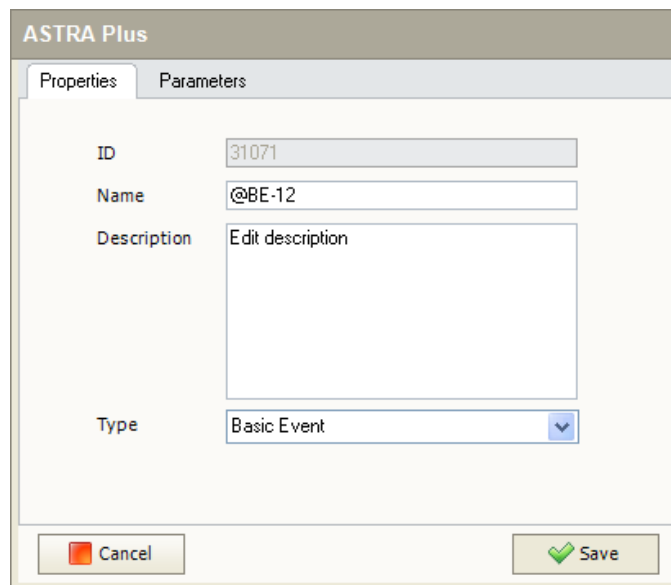 ASTRA Plus
Properties Parameters
ID 31071
Name @BE-12
Description Edit description
Type Basic Event
Cancel Save